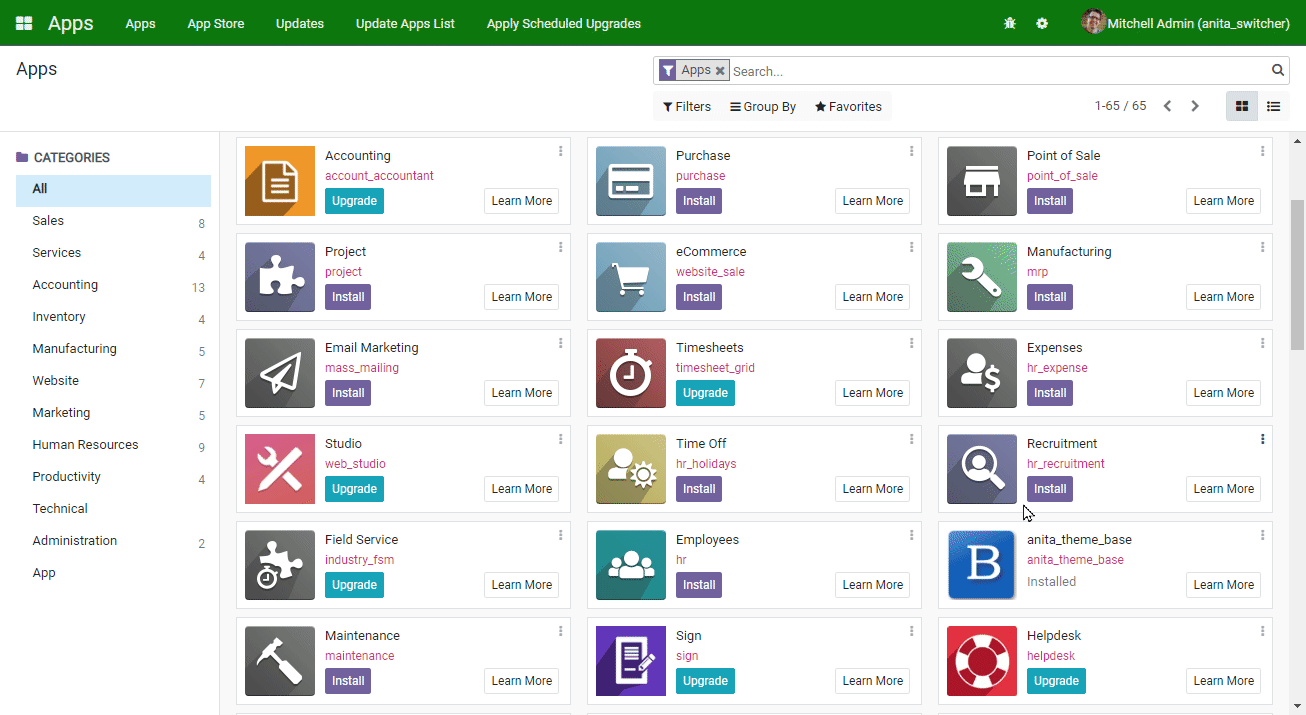 Apps Apps App Store Updates Update Apps List Apply Scheduled Upgrades Mitchell Admin (anita_switcher)
Apps
Apps Search...
Filters Group By Favorites 1-65 / 65
CATEGORIES
All
Sales 8
Services 4
Accounting 13
Inventory 4
Manufacturing 5
Website 7
Marketing 5
Human Resources 9
Productivity 4
Technical
Administration 2
App
Accounting
account_accountant
Upgrade Learn More
Purchase
purchase
Install Learn More
Point of Sale
point_of_sale
Install Learn More
Project
project
Install Learn More
eCommerce
website_sale
Install Learn More
Manufacturing
mrp
Install Learn More
Email Marketing
mass_mailing
Install Learn More
Timesheets
timesheet_grid
Upgrade Learn More
Expenses
hr_expense
Install Learn More
Studio
web_studio
Upgrade Learn More
Time Off
hr_holidays
Install Learn More
Recruitment
hr_recruitment
Install Learn More
Field Service
industry_fsm
Upgrade Learn More
Employees
hr
Install Learn More
B
anita_theme_base
anita_theme_base
Installed Learn More
Maintenance
maintenance
Install Learn More
Sign
sign
Upgrade Learn More
Helpdesk
helpdesk
Upgrade Learn More